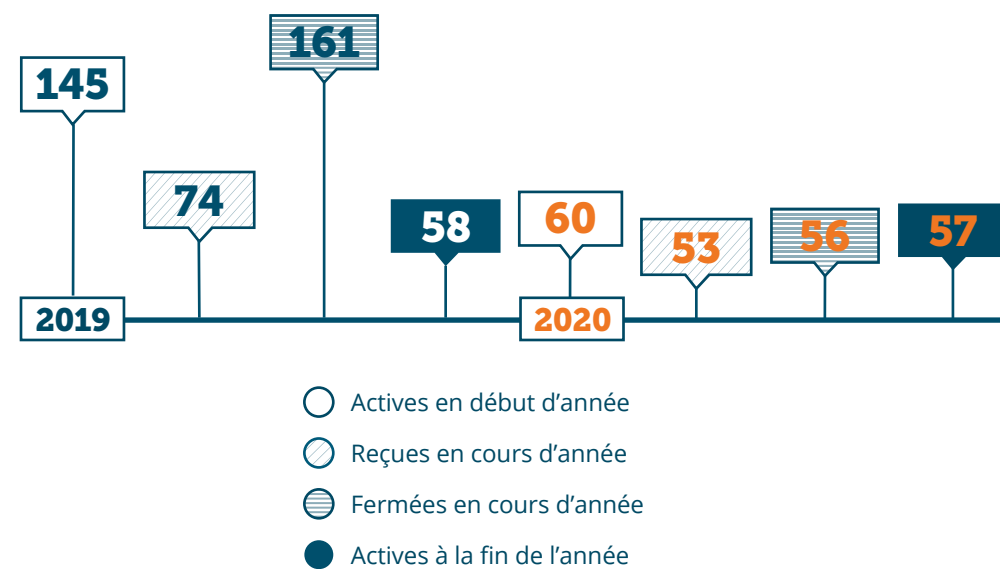 145
74
161
58
60
53
56
57
2019
2020
Actives en début d’année
Reçues en cours d’année
Fermées en cours d’année
Actives à la fin de l’année